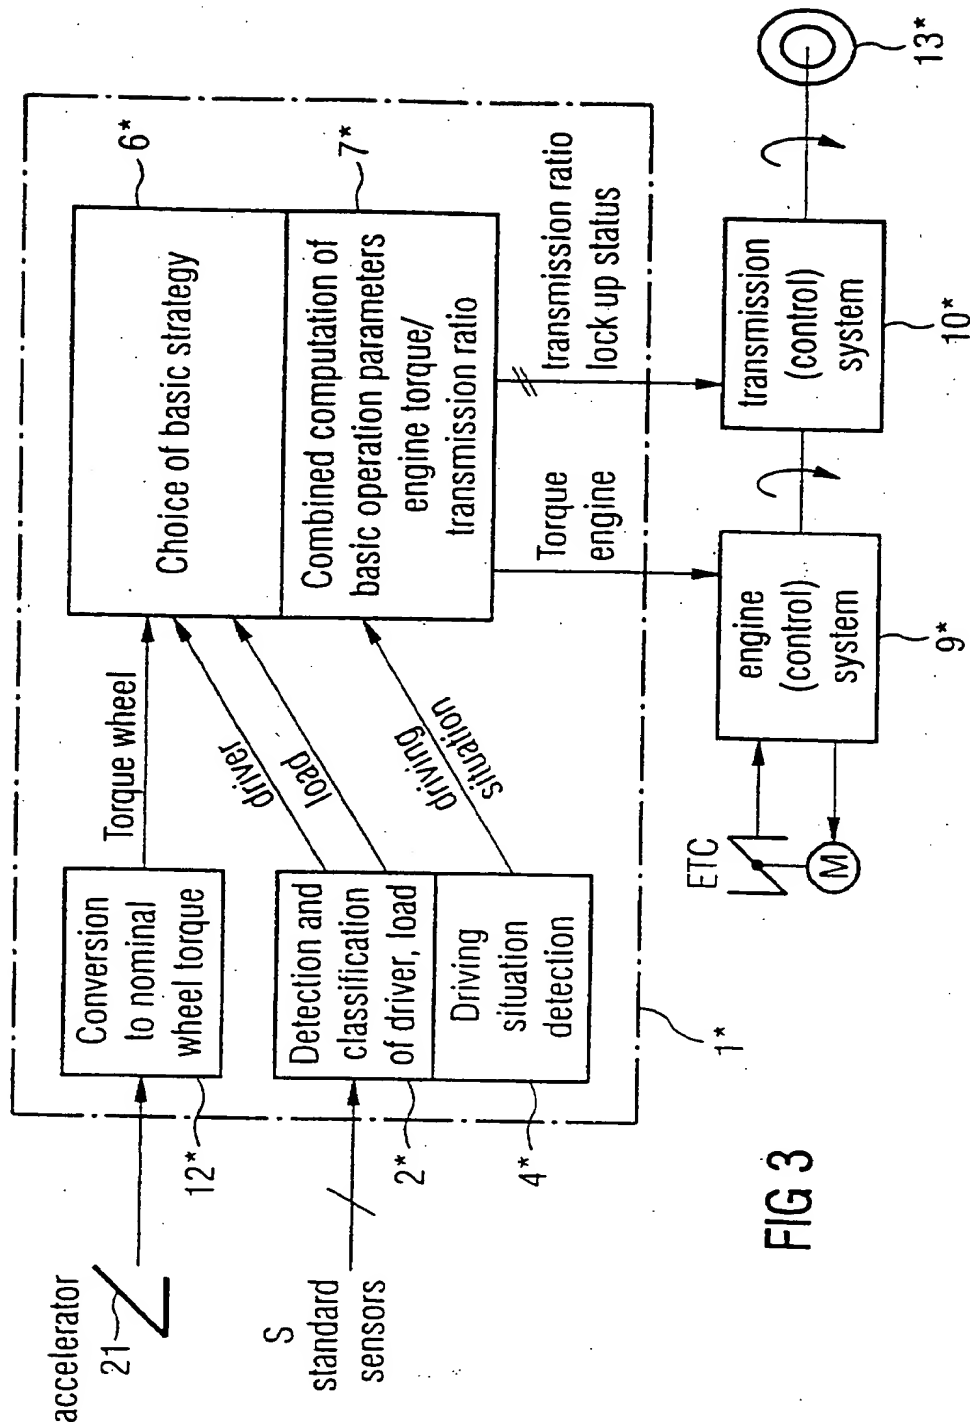 accelerator
21
S
standard
sensors
12*
2*
4*
1*
Conversion
to nominal
wheel torque
Detection and
classification
of driver, load
Driving
situation
detection
Torque wheel
driver
load
driving
situation
6*
7*
Choice of basic strategy
Combined computation of
basic operation parameters
engine torque/
transmission ratio
Torque
engine
transmission ratio
lock up status
ETC
M
engine
(control)
system
9*
transmission
(control)
system
10*
13*
FIG 3